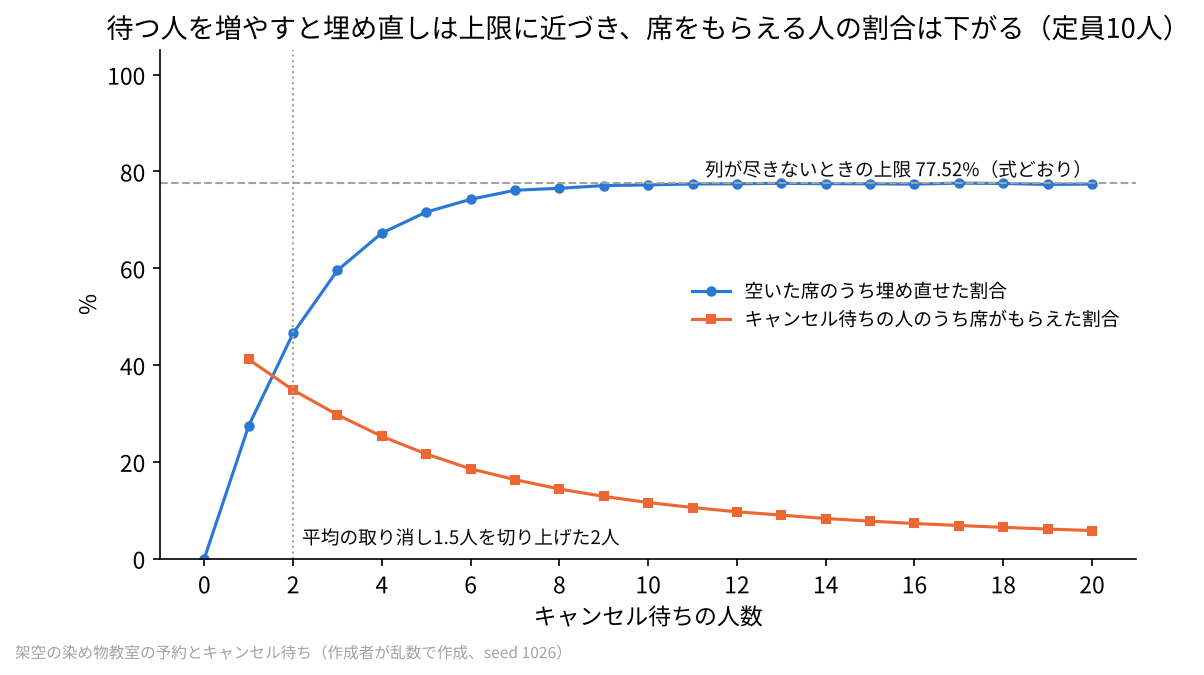 待つ人を増やすと埋め直しは上限に近づき、席をもらえる人の割合は下がる（定員10人）
100
80
60
40
20
0
%
列が尽きないときの上限 77.52%（式どおり）
空いた席のうち埋め直せた割合
キャンセル待ちの人のうち席がもらえた割合
平均の取り消し1.5人を切り上げた2人
0 2 4 6 8 10 12 14 16 18 20
キャンセル待ちの人数
架空の染め物教室の予約とキャンセル待ち（作成者が乱数で作成、seed 1026）